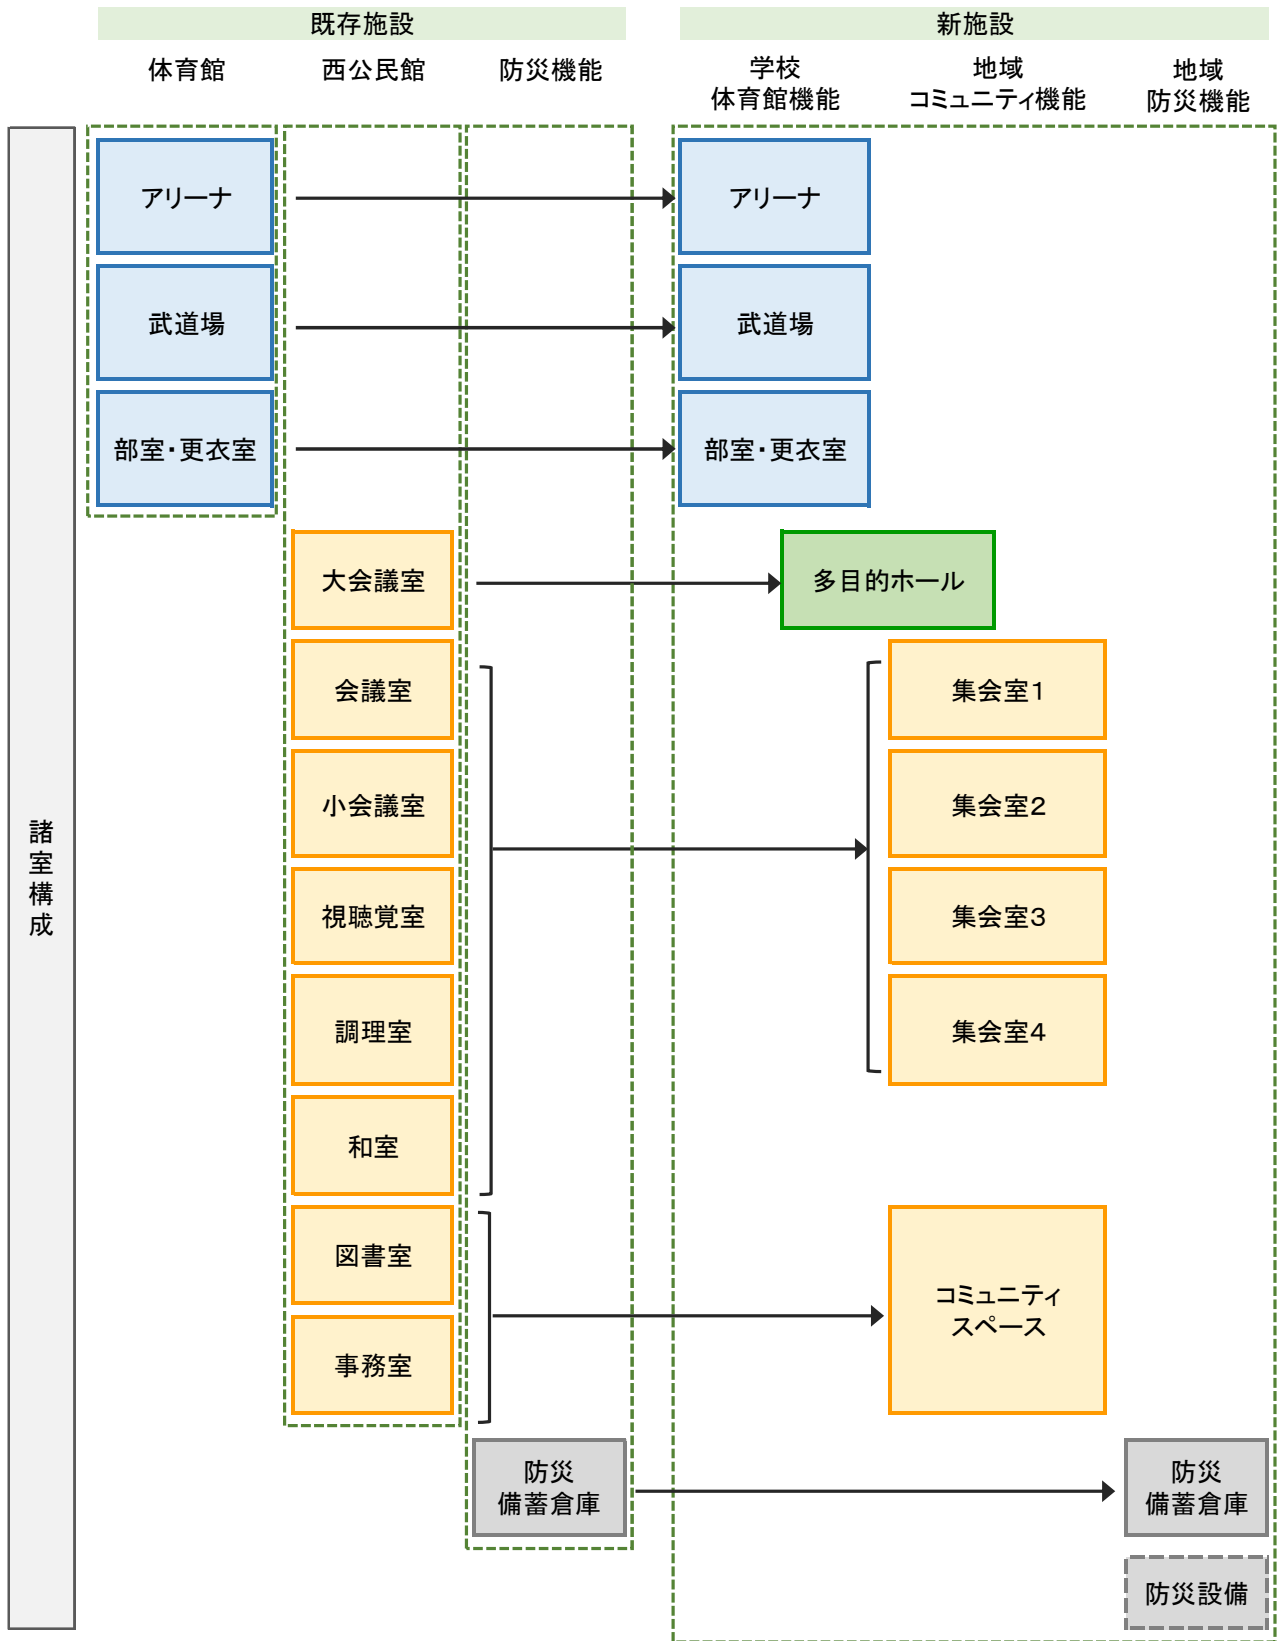 既存施設
新施設
体育館
西公民館
防災機能
学校
体育館機能
地域
コミュニティ機能
地域
防災機能
諸室構成
アリーナ
アリーナ
武道場
武道場
部室・更衣室
部室・更衣室
大会議室
多目的ホール
会議室
集会室1
小会議室
集会室2
視聴覚室
集会室3
調理室
集会室4
和室
図書室
コミュニティ
スペース
事務室
防災
備蓄倉庫
防災
備蓄倉庫
防災設備